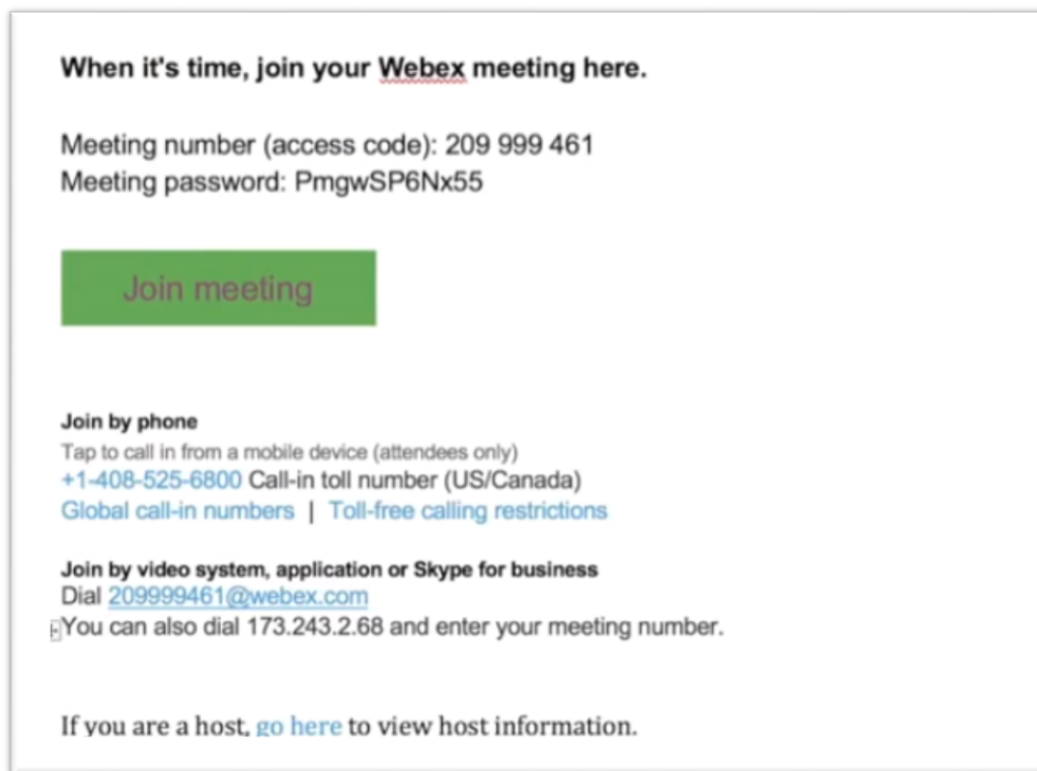 When it's time, join your Webex meeting here.
Meeting number (access code): 209 999 461
Meeting password: PmgwSP6Nx55
Join meeting
Join by phone
Tap to call in from a mobile device (attendees only)
+1-408-525-6800 Call-in toll number (US/Canada)
Global call-in numbers | Toll-free calling restrictions
Join by video system, application or Skype for business
Dial 209999461@webex.com
You can also dial 173.243.2.68 and enter your meeting number.
If you are a host, go here to view host information.